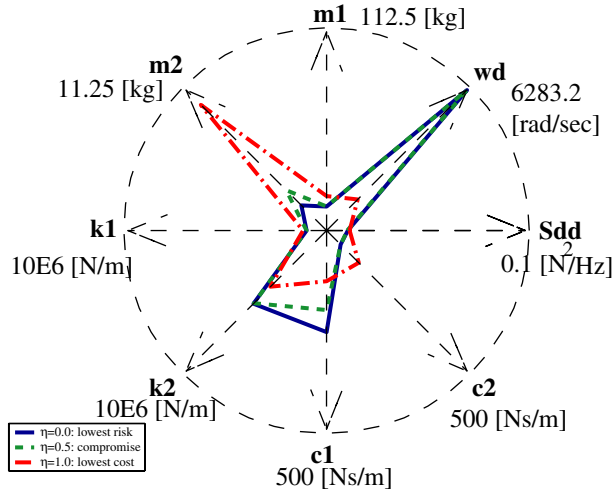 m1
112.5 [kg]
m2
11.25 [kg]
wd
6283.2
[rad/sec]
k1
10E6 [N/m]
Sdd
0.1 [N²/Hz]
k2
10E6 [N/m]
c2
500 [Ns/m]
c1
500 [Ns/m]
η=0.0: lowest risk
η=0.5: compromise
η=1.0: lowest cost